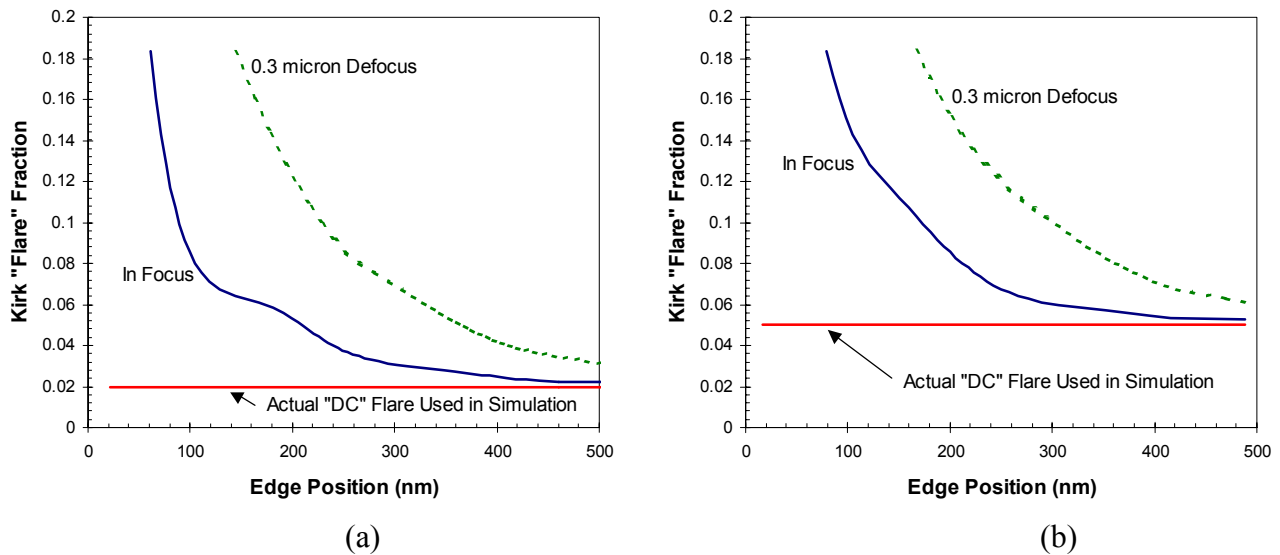 0.2
0.18
0.16
0.14
0.12
0.1
0.08
0.06
0.04
0.02
0
Kirk "Flare" Fraction
0.3 micron Defocus
In Focus
Actual "DC" Flare Used in Simulation
0 100 200 300 400 500
Edge Position (nm)
(a)
0.2
0.18
0.16
0.14
0.12
0.1
0.08
0.06
0.04
0.02
0
Kirk "Flare" Fraction
0.3 micron Defocus
In Focus
Actual "DC" Flare Used in Simulation
0 100 200 300 400 500
Edge Position (nm)
(b)